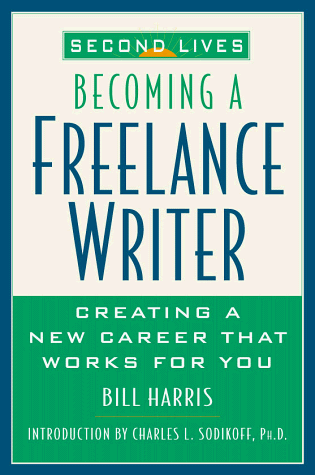 SECOND LIVES
BECOMING A
FREELANCE
WRITER
CREATING A
NEW CAREER THAT
WORKS FOR YOU
BILL HARRIS
INTRODUCTION BY CHARLES L. SODIKOFF, PH.D.